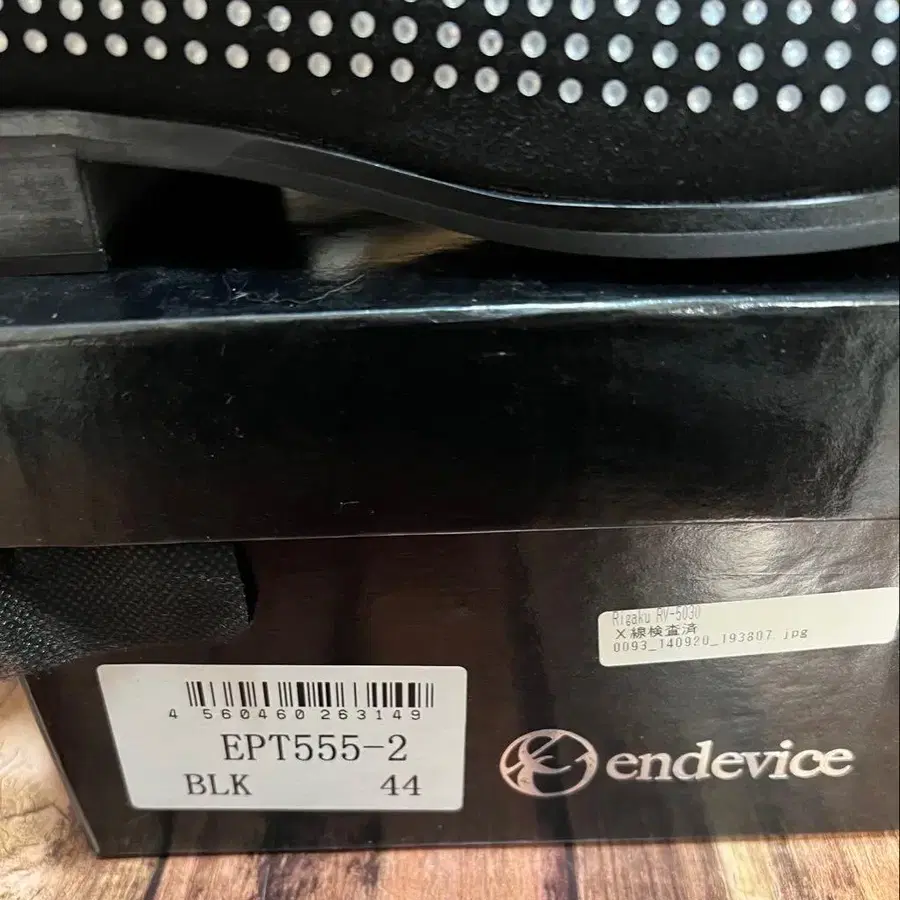 Rigaku RV-5030
X線検査済
0093_140920_193807.jpg
4 560460 263149
EPT555-2
BLK 44
endevice